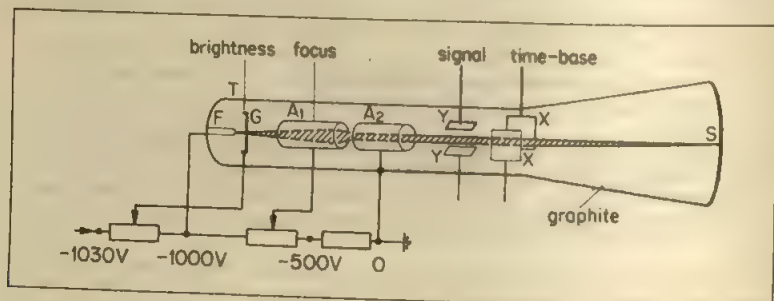 brightness focus signal time-base
T
F G A₁ A₂ Y X S
Y X
graphite
-1030V -1000V -500V 0